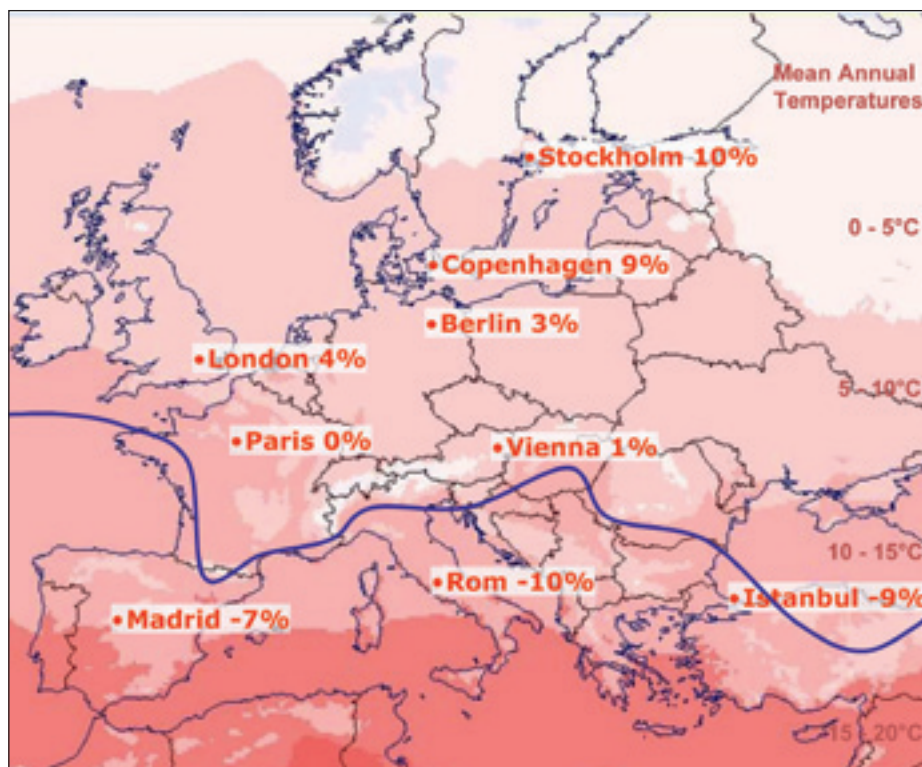 Mean Annual
Temperatures
Stockholm 10%
0 - 5°C
Copenhagen 9%
Berlin 3%
London 4%
5 - 10°C
Paris 0%
Vienna 1%
10 - 15°C
Rom -10%
Istanbul -9%
Madrid -7%
15 - 20°C